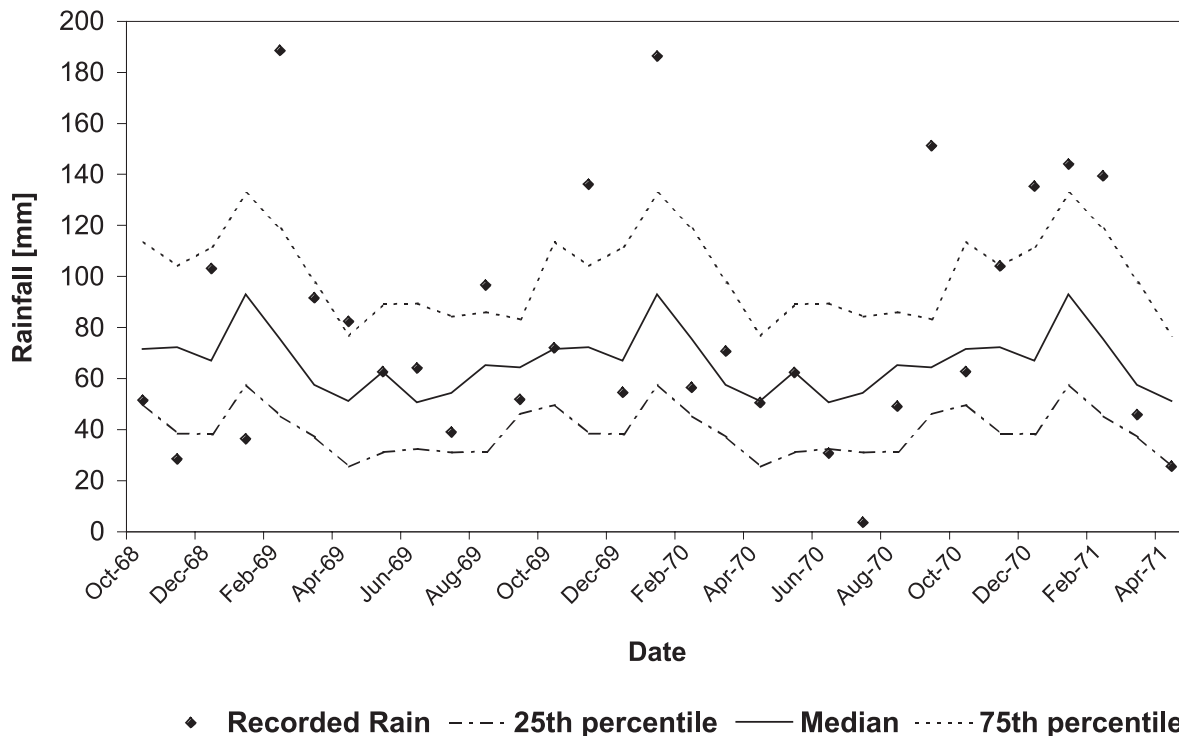 200
180
160
140
120
100
80
60
40
20
0
Rainfall [mm]
Oct-68 Dec-68 Feb-69 Apr-69 Jun-69 Aug-69 Oct-69 Dec-69 Feb-70 Apr-70 Jun-70 Aug-70 Oct-70 Dec-70 Feb-71 Apr-71
Date
Recorded Rain 25th percentile Median 75th percentile